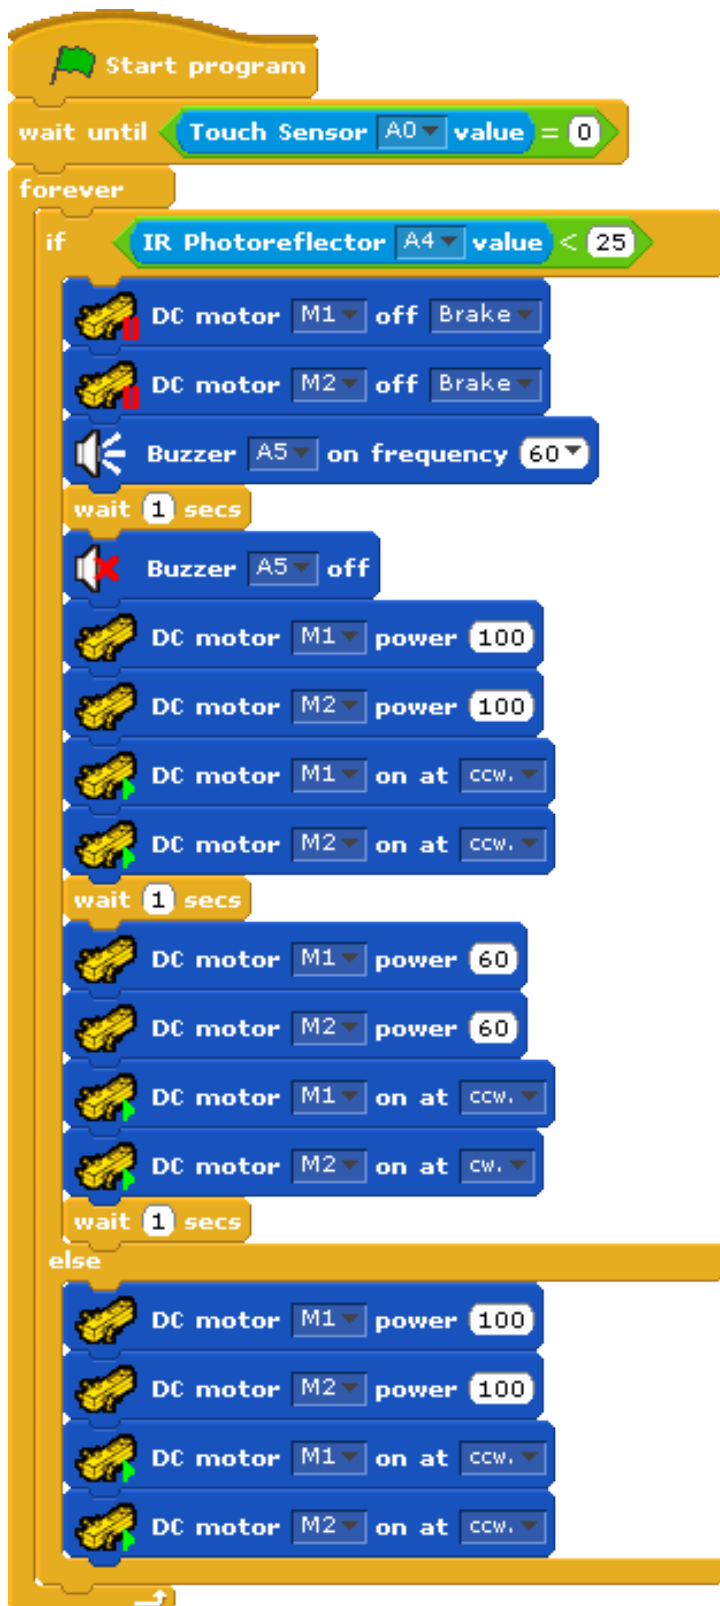 Start program
wait until Touch Sensor A0 value = 0
forever
if IR Photoreflector A4 value < 25
DC motor M1 off Brake
DC motor M2 off Brake
Buzzer A5 on frequency 60
wait 1 secs
Buzzer A5 off
DC motor M1 power 100
DC motor M2 power 100
DC motor M1 on at ccw.
DC motor M2 on at ccw.
wait 1 secs
DC motor M1 power 60
DC motor M2 power 60
DC motor M1 on at ccw.
DC motor M2 on at cw.
wait 1 secs
else
DC motor M1 power 100
DC motor M2 power 100
DC motor M1 on at ccw.
DC motor M2 on at ccw.